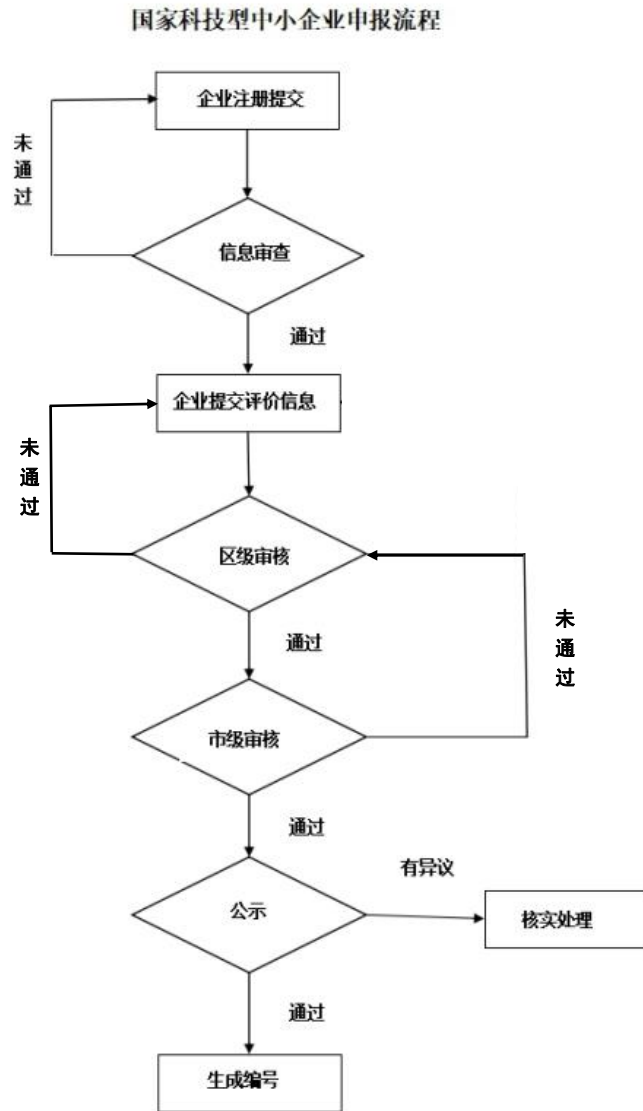 国家科技型中小企业申报流程
企业注册提交
未通过
信息审查
通过
企业提交评价信息
未通过
区级审核
通过
未通过
市级审核
通过
有异议
公示
核实处理
通过
生成编号